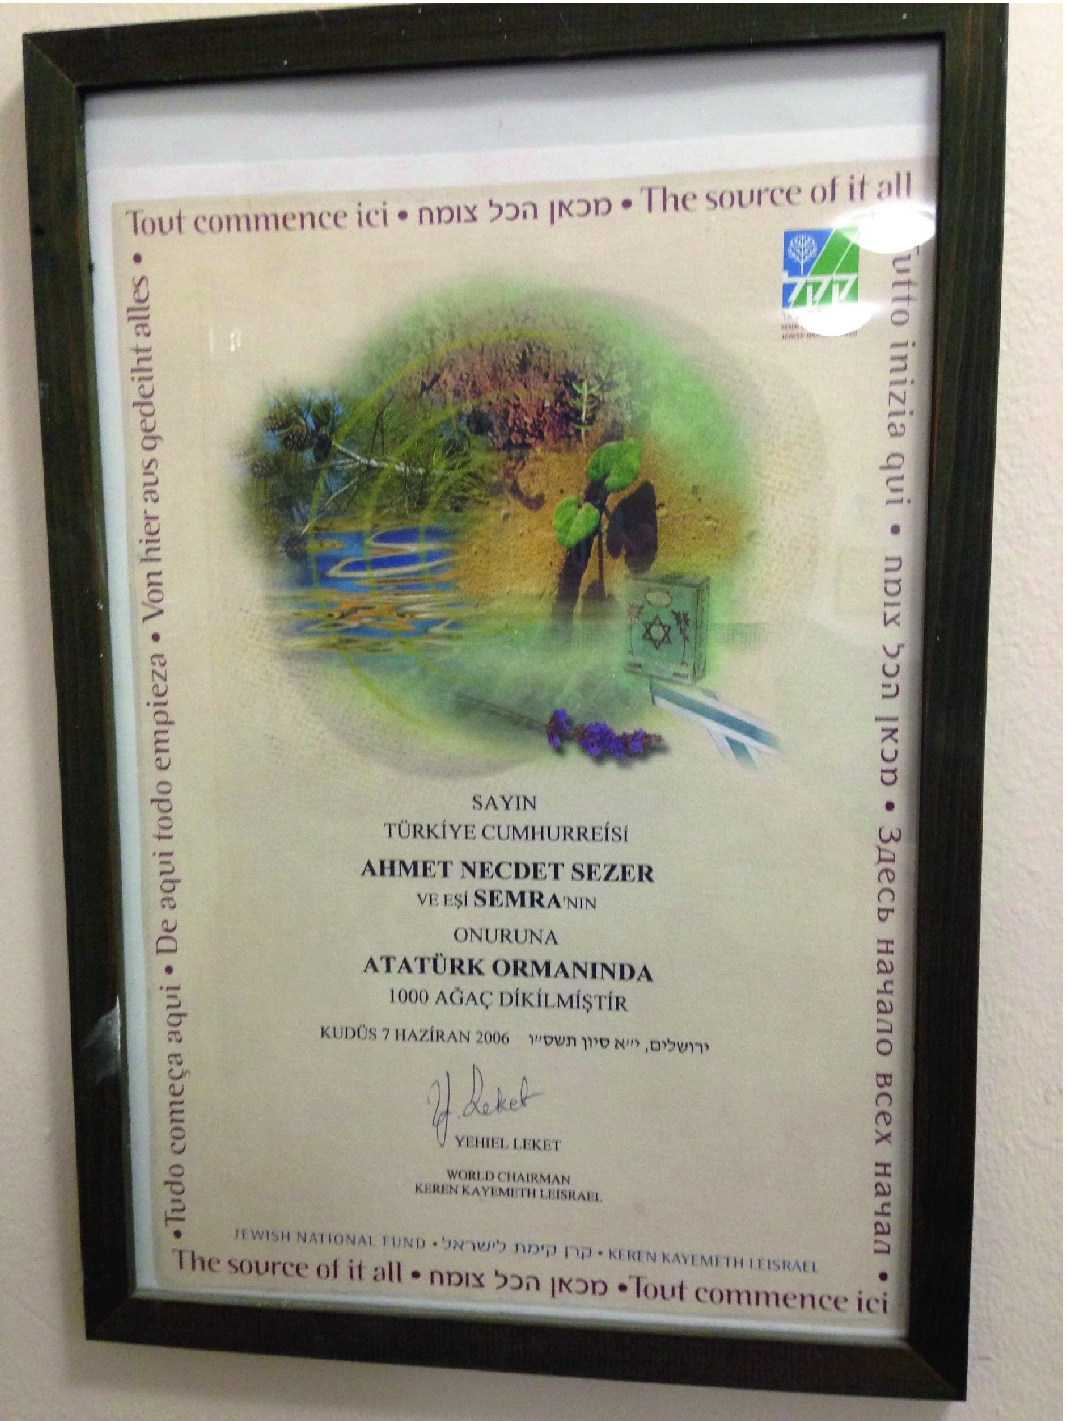 Tout commence ici • מכאן הכל צומח • The source of it all
Tutto inizia qui • מכאן הכל צומח • Здесь начало всех начал •
• Tudo começa aqui • De aqui todo empieza • Von hier aus gedeiht alles •
קקל
SAYIN
TÜRKİYE CUMHURREİSİ
AHMET NECDET SEZER
VE EŞİ SEMRA'NIN
ONURUNA
ATATÜRK ORMANINDA
1000 AĞAÇ DİKİLMİŞTİR
KUDÜS 7 HAZİRAN 2006 ירושלים, י״א סיון תשס״ו
Y. Leket
YEHIEL LEKET
WORLD CHAIRMAN
KEREN KAYEMETH LEISRAEL
JEWISH NATIONAL FUND • קרן קימת לישראל • KEREN KAYEMETH LEISRAEL
The source of it all • מכאן הכל צומח • Tout commence ici